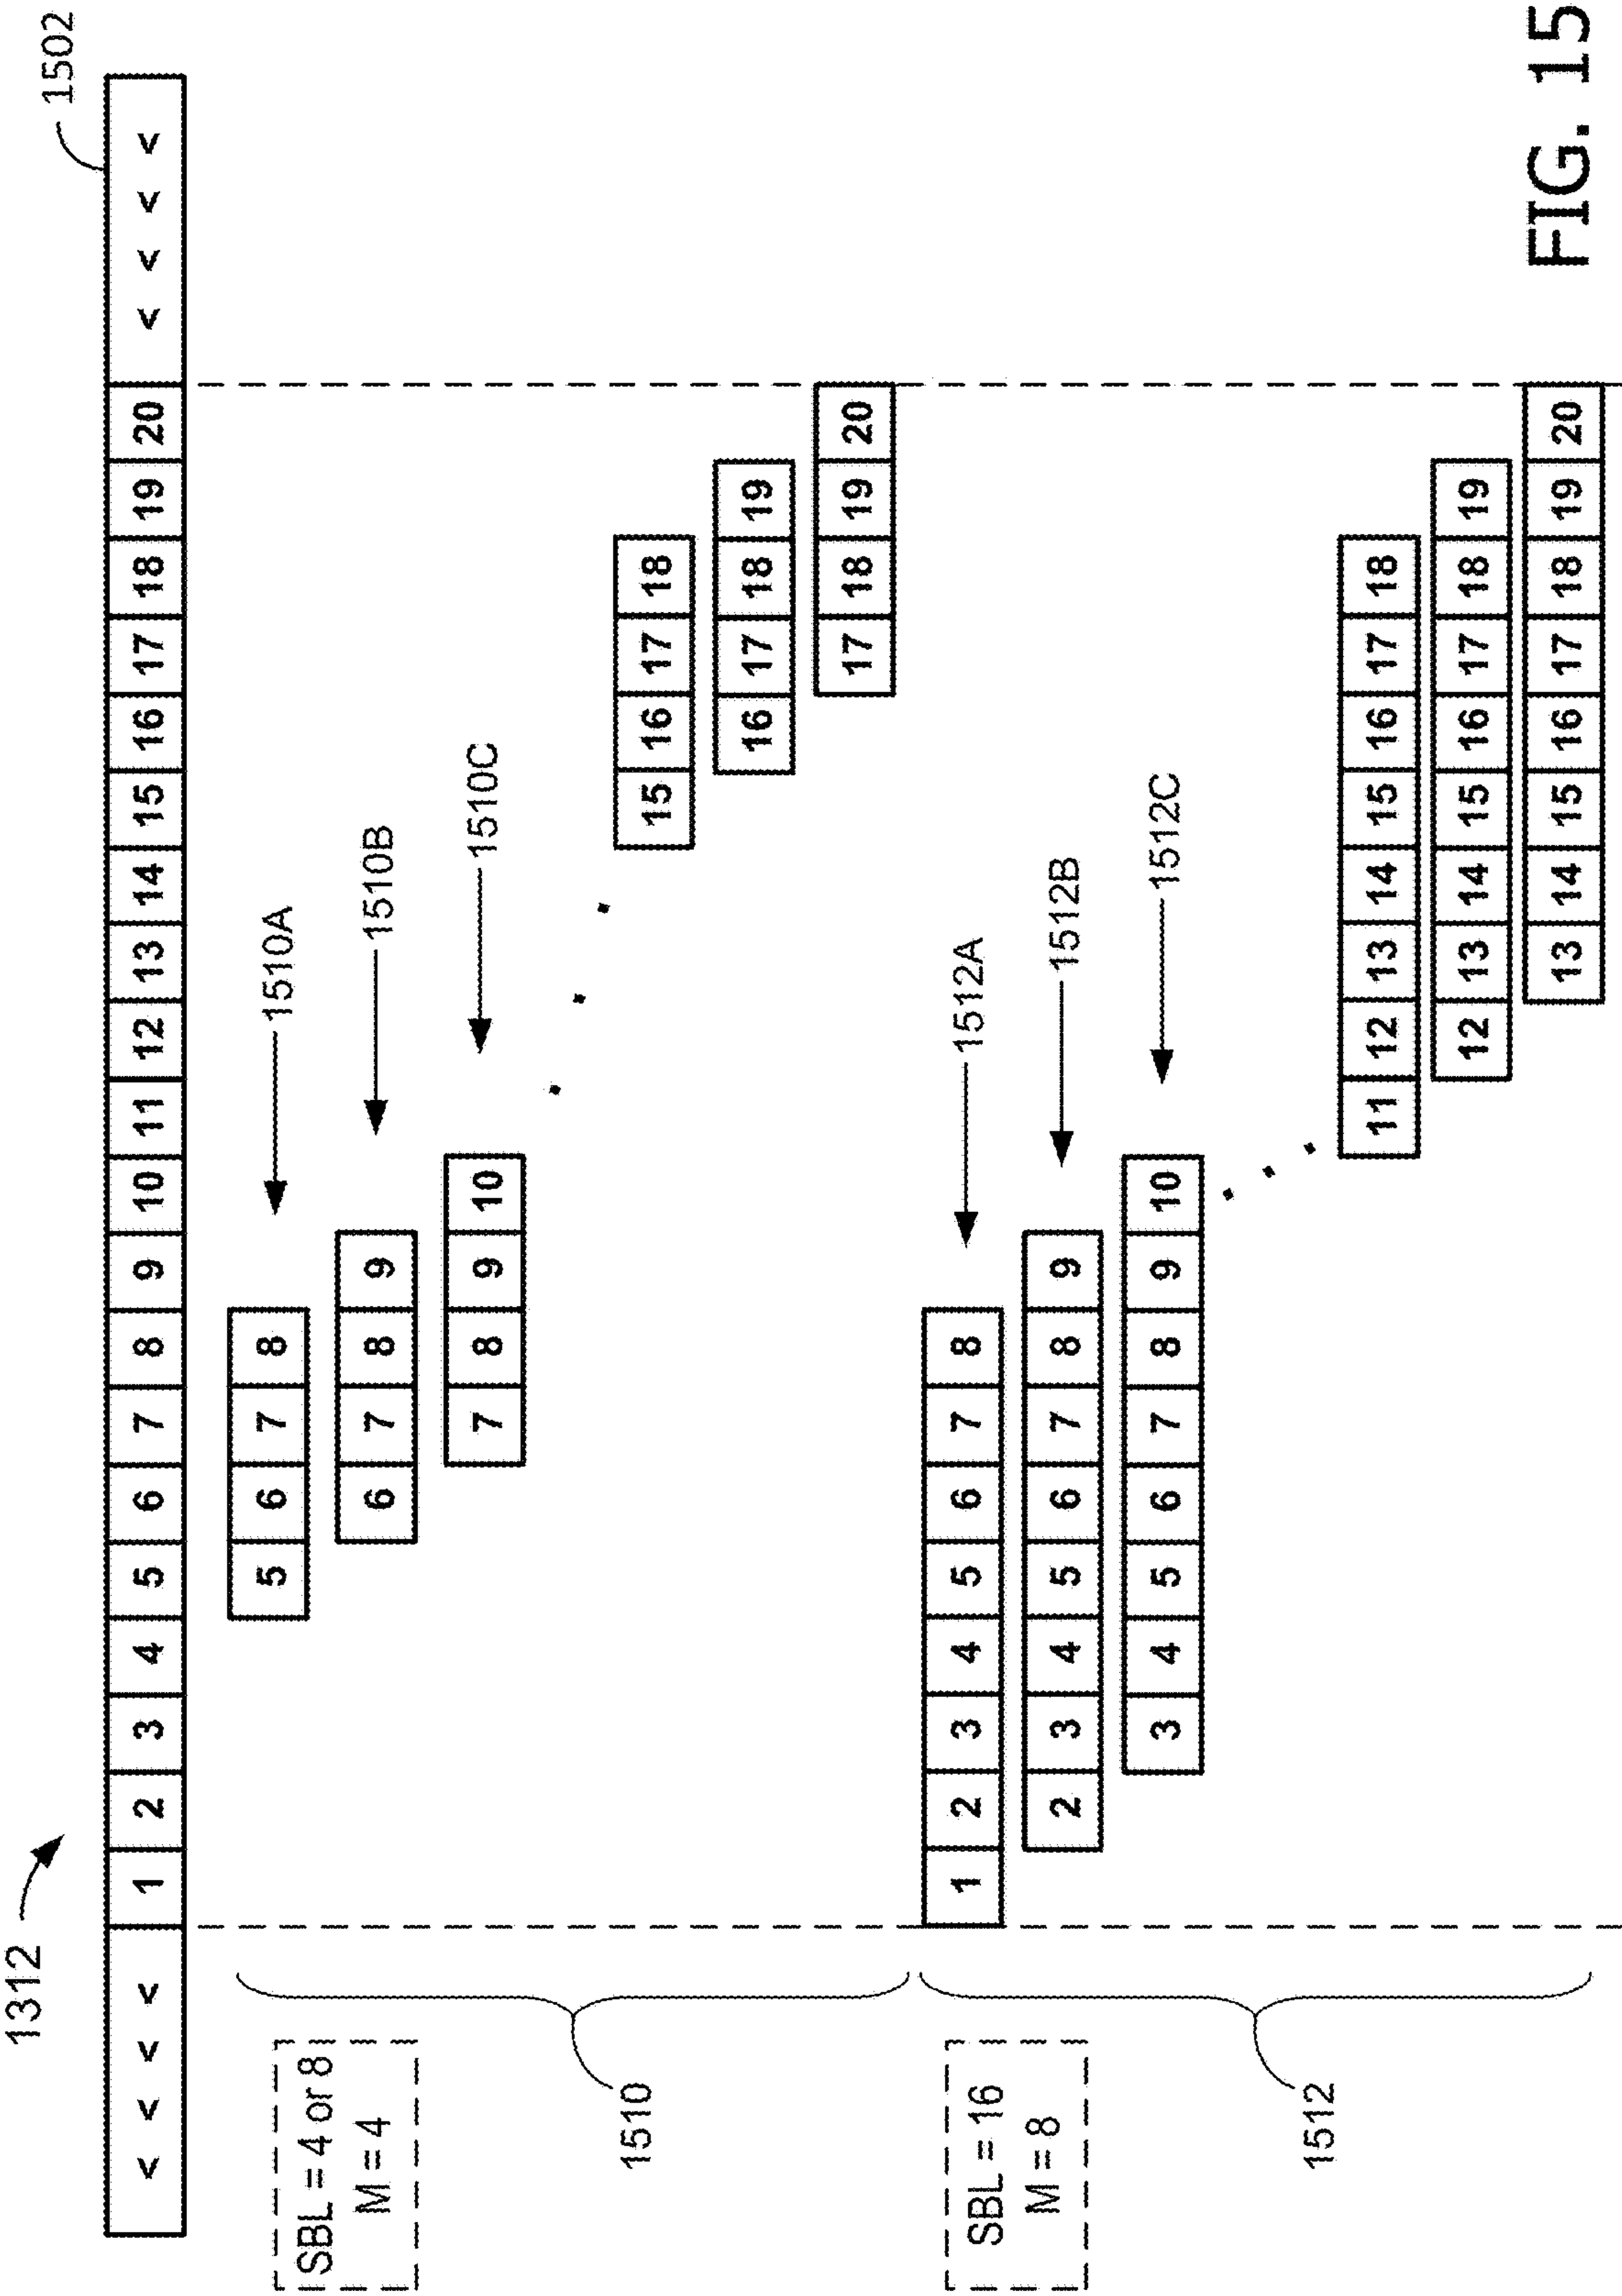 1312
1502
< < < < 1 2 3 4 5 6 7 8 9 10 11 12 13 14 15 16 17 18 19 20 < < < <
SBL = 4 or 8
M = 4
1510
5 6 7 8
1510A
6 7 8 9
1510B
7 8 9 10
1510C
15 16 17 18
16 17 18 19
17 18 19 20
SBL = 16
M = 8
1512
1 2 3 4 5 6 7 8
1512A
2 3 4 5 6 7 8 9
1512B
3 4 5 6 7 8 9 10
1512C
11 12 13 14 15 16 17 18
12 13 14 15 16 17 18 19
13 14 15 16 17 18 19 20
FIG. 15